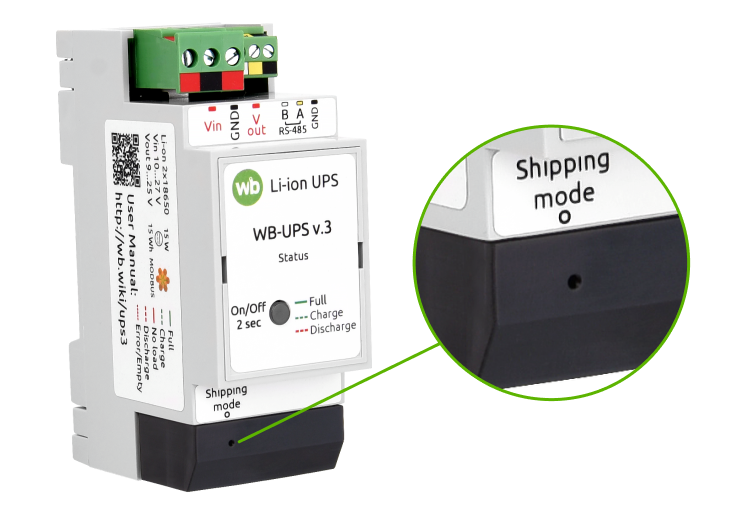 Vin
GND
V
out
B A
RS-485
GND
wb Li-ion UPS
WB-UPS v.3
Status
On/Off
2 sec
Full
Charge
Discharge
Shipping
mode
Li-ion 2x18650 15 W
Vin 10...27 V
Vout 9...25 V 15 Wh MODBUS
User Manual:
http://wb.wiki/ups3
Full
Charge
No load
Discharge
Error/Empty
Shipping
mode